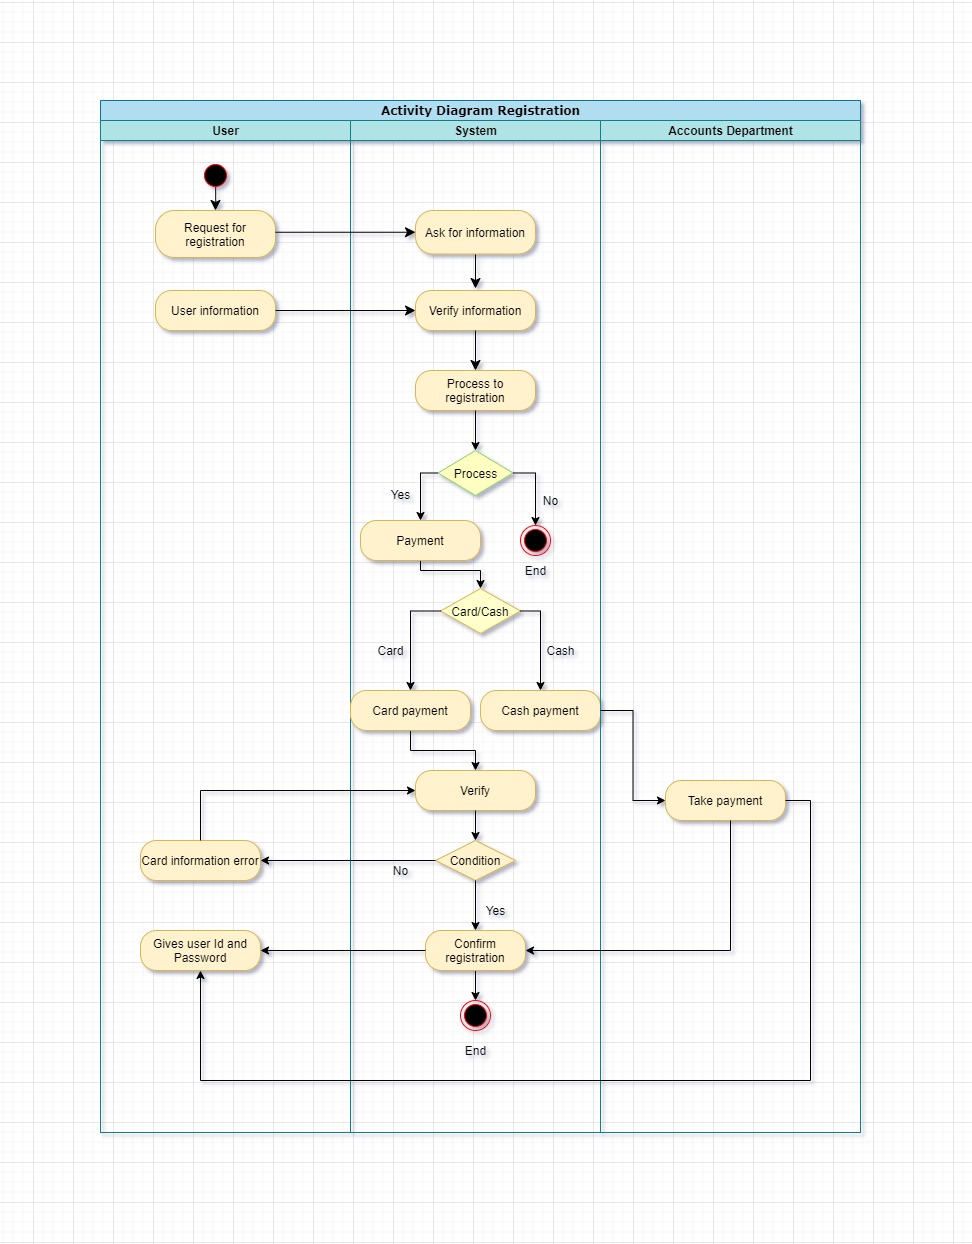 Activity Diagram Registration
User
System
Accounts Department
Request for
registration
Ask for information
User information
Verify information
Process to
registration
Process
Yes
No
Payment
End
Card/Cash
Card
Cash
Card payment
Cash payment
Verify
Take payment
Card information error
Condition
No
Yes
Gives user Id and
Password
Confirm
registration
End